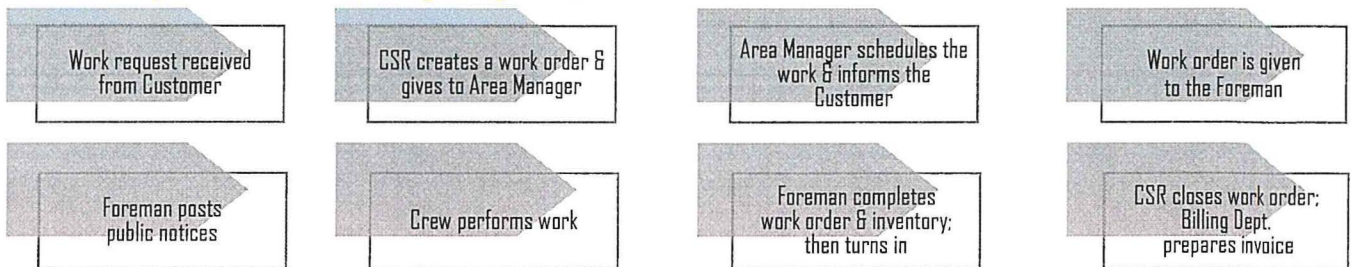 Work request received
from Customer
CSR creates a work order &
gives to Area Manager
Area Manager schedules the
work & informs the
Customer
Work order is given
to the Foreman
Foreman posts
public notices
Crew performs work
Foreman completes
work order & inventory;
then turns in
CSR closes work order;
Billing Dept.
prepares invoice